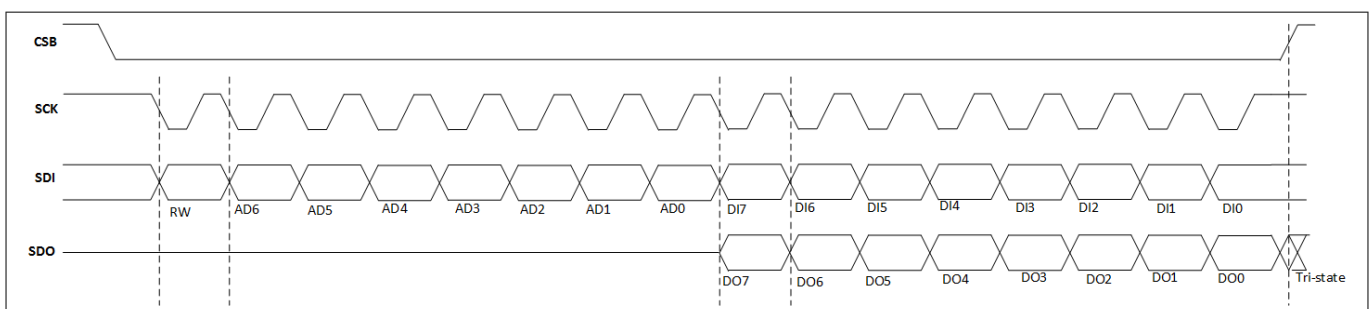 CSB
SCK
SDI
RW AD6 AD5 AD4 AD3 AD2 AD1 AD0 DI7 DI6 DI5 DI4 DI3 DI2 DI1 DI0
SDO
DO7 DO6 DO5 DO4 DO3 DO2 DO1 DO0 Tri-state